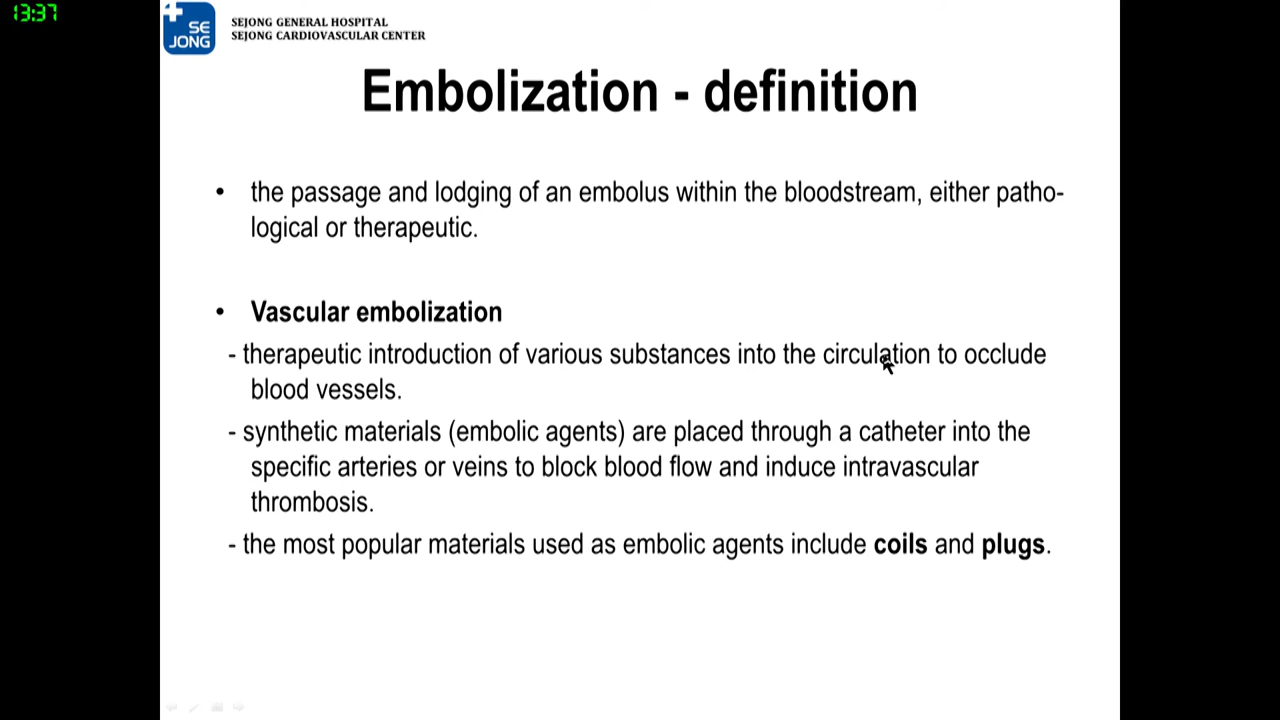 13:37
SE
JONG
SEJONG GENERAL HOSPITAL
SEJONG CARDIOVASCULAR CENTER
Embolization - definition
• the passage and lodging of an embolus within the bloodstream, either patho-
logical or therapeutic.
• Vascular embolization
- therapeutic introduction of various substances into the circulation to occlude
blood vessels.
- synthetic materials (embolic agents) are placed through a catheter into the
specific arteries or veins to block blood flow and induce intravascular
thrombosis.
- the most popular materials used as embolic agents include coils and plugs.